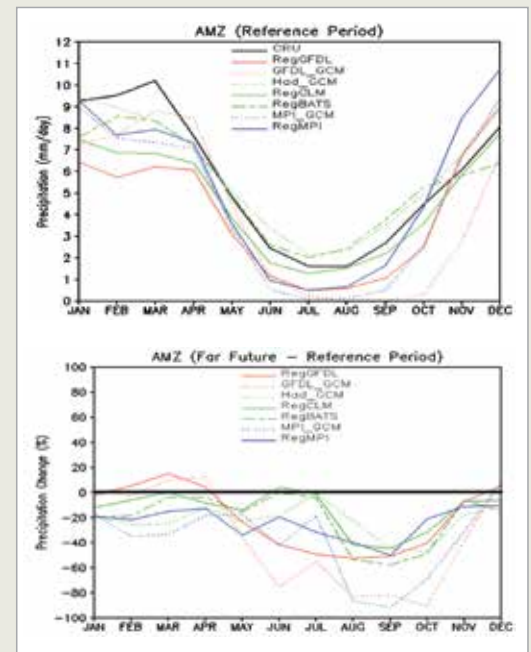 AMZ (Reference Period)
CRU
RegGFDL
GFDL_GCM
Had_GCM
RegCLM
RegBATS
MPI_GCM
RegMPI
Precipitation (mm/day)
12
11
10
9
8
7
6
5
4
3
2
1
0
JAN FEB MAR APR MAY JUN JUL AUG SEP OCT NOV DEC
AMZ (Far Future – Reference Period)
RegGFDL
GFDL_GCM
Had_GCM
RegCLM
RegBATS
MPI_GCM
RegMPI
Precipitation Change (%)
100
80
60
40
20
0
-20
-40
-60
-80
-100
JAN FEB MAR APR MAY JUN JUL AUG SEP OCT NOV DEC